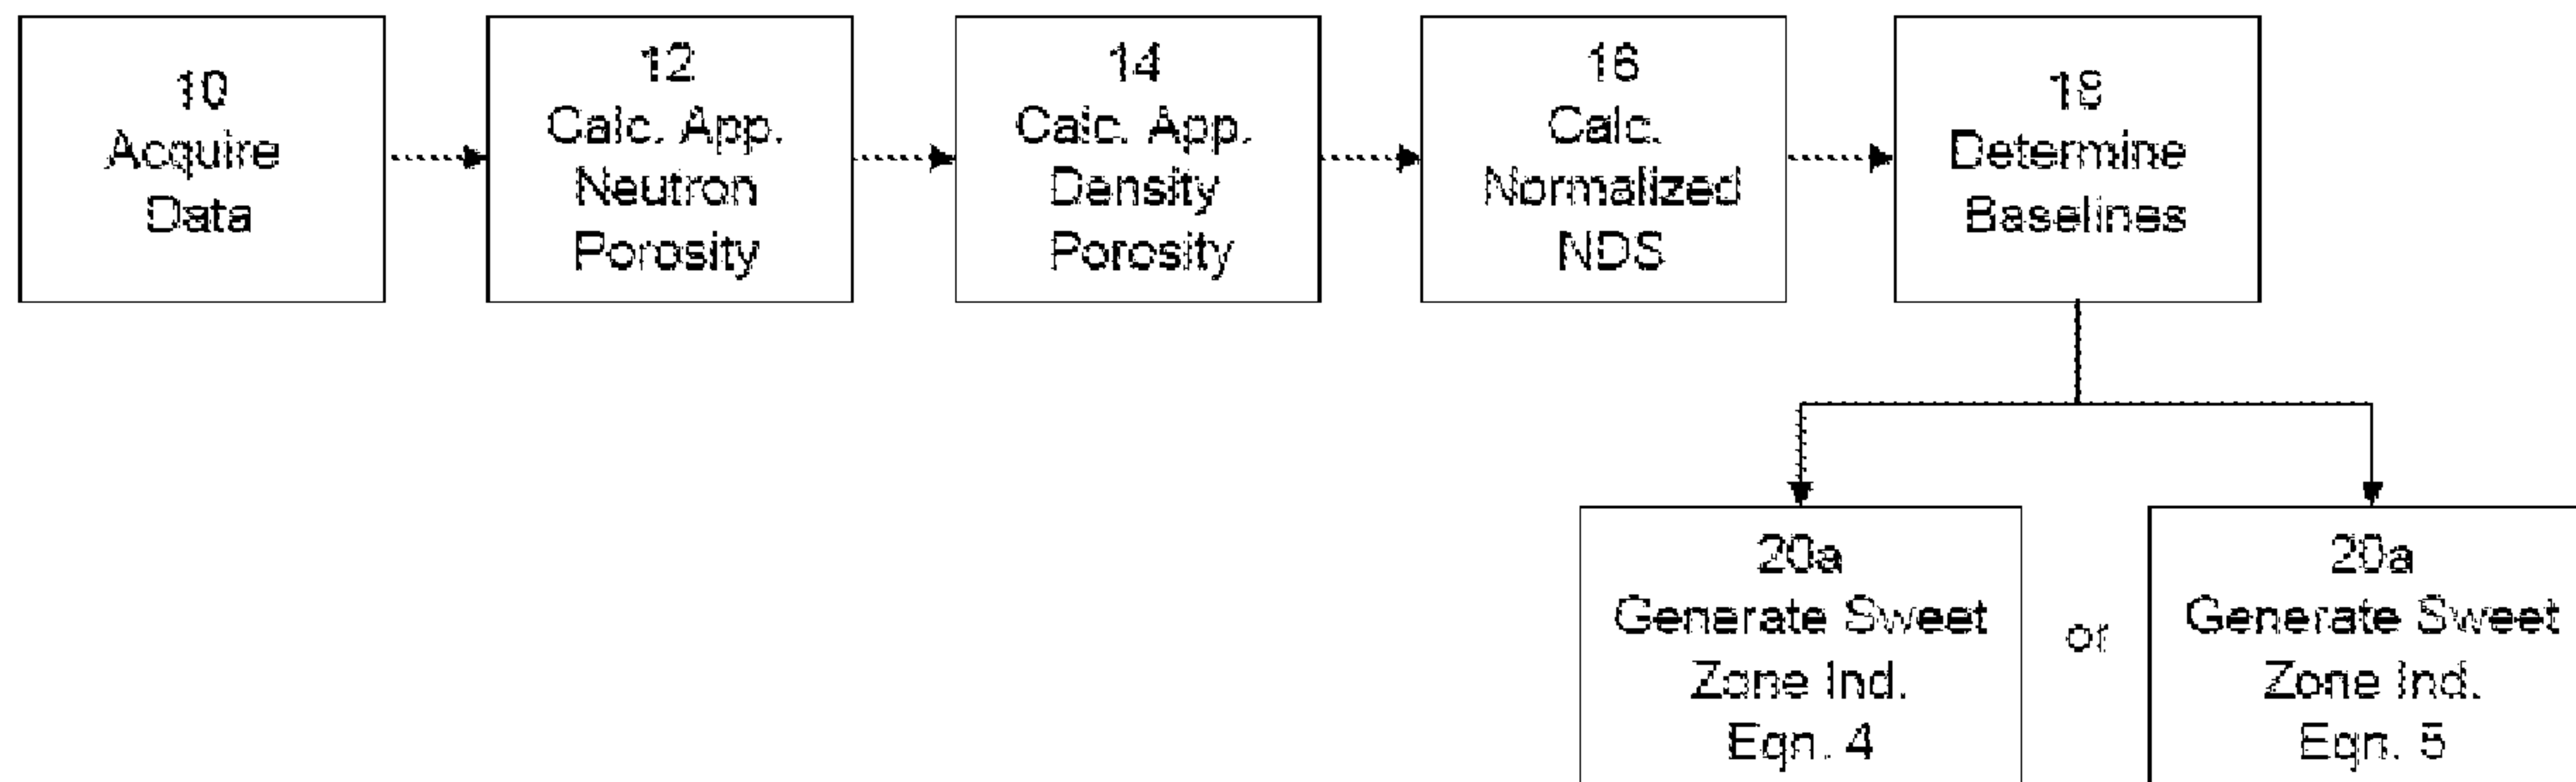 10
Acquire
Data
12
Calc. App.
Neutron
Porosity
14
Calc. App.
Density
Porosity
16
Calc.
Normalized
NDS
18
Determine
Baselines
20a
Generate Sweet
Zone Ind.
Eqn. 4
or
20a
Generate Sweet
Zone Ind.
Eqn. 5